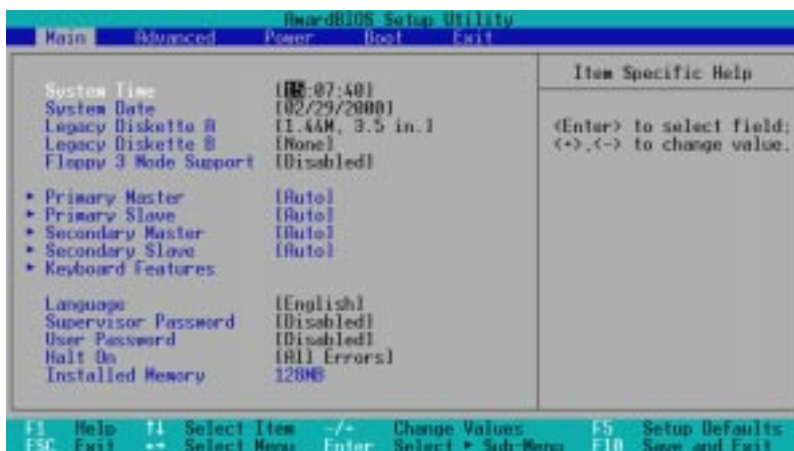 AwardBIOS Setup Utility
Main Advanced Power Boot Exit
Item Specific Help
System Time [15:07:40]
System Date [02/29/2000]
Legacy Diskette A [1.44M, 3.5 in.]
<Enter> to select field;
Legacy Diskette B [None]
<+>,<-> to change value.
Floppy 3 Mode Support [Disabled]
▶ Primary Master [Auto]
▶ Primary Slave [Auto]
▶ Secondary Master [Auto]
▶ Secondary Slave [Auto]
▶ Keyboard Features
Language [English]
Supervisor Password [Disabled]
User Password [Disabled]
Halt On [All Errors]
Installed Memory 128MB
F1 Help ↑↓ Select Item -/+ Change Values F5 Setup Defaults
ESC Exit ←→ Select Menu Enter Select ▶ Sub-Menu F10 Save and Exit